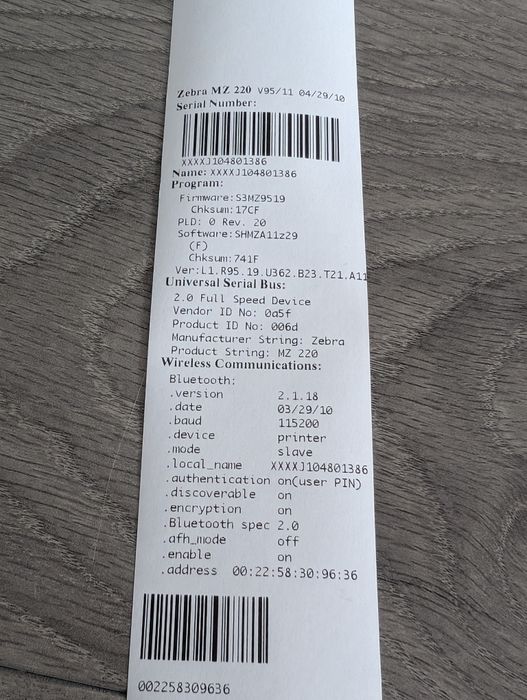 Zebra MZ 220 V95/11 04/29/10
Serial Number:
XXXXJ104801386
Name: XXXXJ104801386
Program:
Firmware:S3MZ9519
Chksum:17CF
PLD: 0 Rev. 20
Software:SHMZA11z29
(F)
Chksum:741F
Ver:L1.R95.19.U362.B23.T21.A11
Universal Serial Bus:
2.0 Full Speed Device
Vendor ID No: 0a5f
Product ID No: 006d
Manufacturer String: Zebra
Product String: MZ 220
Wireless Communications:
Bluetooth:
.version 2.1.18
.date 03/29/10
.baud 115200
.device printer
.mode slave
.local_name XXXXJ104801386
.authentication on(user PIN)
.discoverable on
.encryption on
.Bluetooth spec 2.0
.afh_mode off
.enable on
.address 00:22:58:30:96:36
002258309636